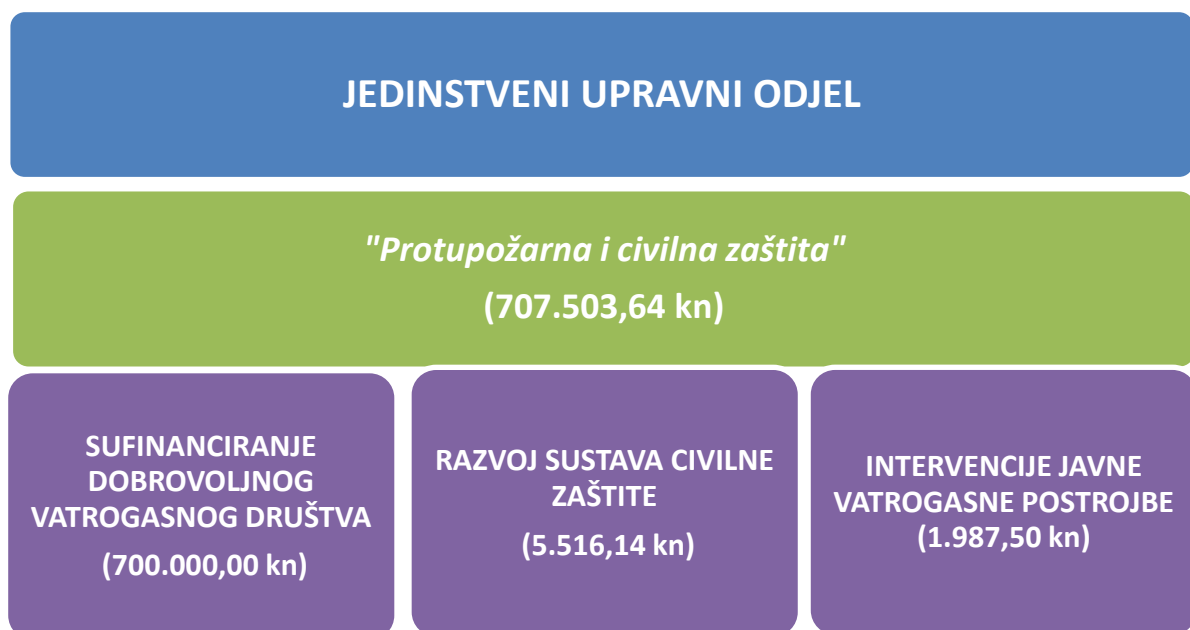 JEDINSTVENI UPRAVNI ODJEL
"Protupožarna i civilna zaštita"
(707.503,64 kn)
SUFINANCIRANJE
DOBROVOLJNOG
VATROGASNOG DRUŠTVA
(700.000,00 kn)
RAZVOJ SUSTAVA CIVILNE
ZAŠTITE
(5.516,14 kn)
INTERVENCIJE JAVNE
VATROGASNE POSTROJBE
(1.987,50 kn)